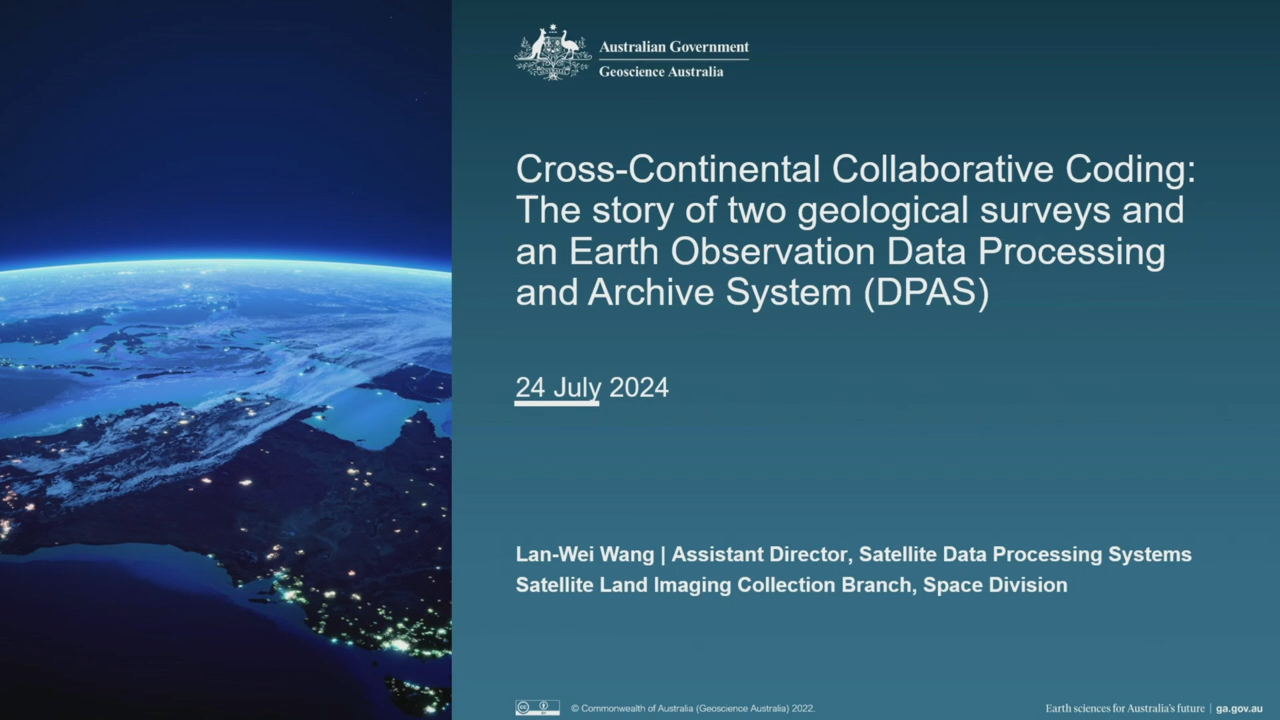 Australian Government
Geoscience Australia
Cross-Continental Collaborative Coding:
The story of two geological surveys and
an Earth Observation Data Processing
and Archive System (DPAS)
24 July 2024
Lan-Wei Wang | Assistant Director, Satellite Data Processing Systems
Satellite Land Imaging Collection Branch, Space Division
© Commonwealth of Australia (Geoscience Australia) 2022.
Earth sciences for Australia's future | ga.gov.au